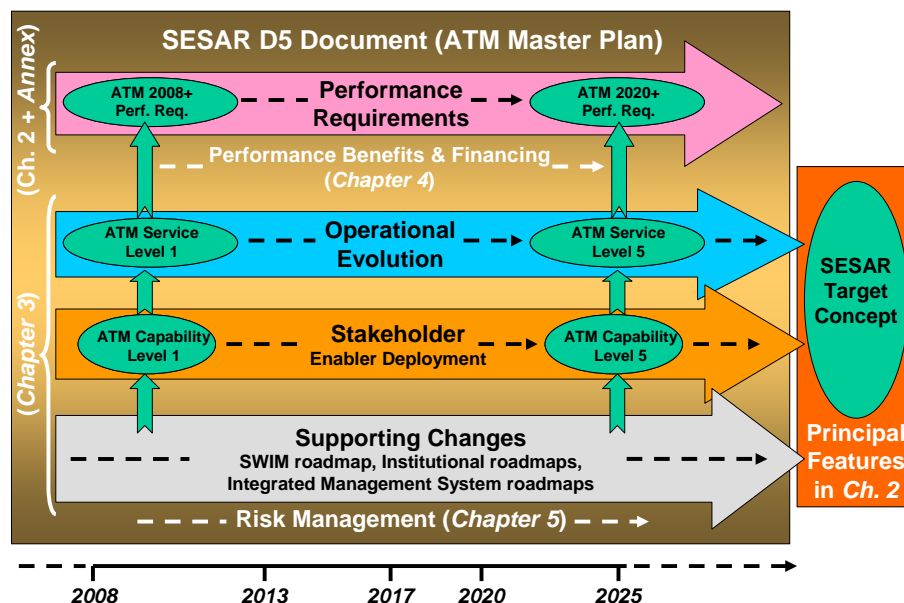 SESAR D5 Document (ATM Master Plan)
(Ch. 2 + Annex)
ATM 2008+
Perf. Req.
Performance
Requirements
ATM 2020+
Perf. Req.
Performance Benefits & Financing
(Chapter 4)
(Chapter 3)
ATM Service
Level 1
Operational
Evolution
ATM Service
Level 5
ATM Capability
Level 1
Stakeholder
Enabler Deployment
ATM Capability
Level 5
Supporting Changes
SWIM roadmap, Institutional roadmaps,
Integrated Management System roadmaps
Risk Management (Chapter 5)
SESAR
Target
Concept
Principal
Features
in Ch. 2
2008
2013
2017
2020
2025